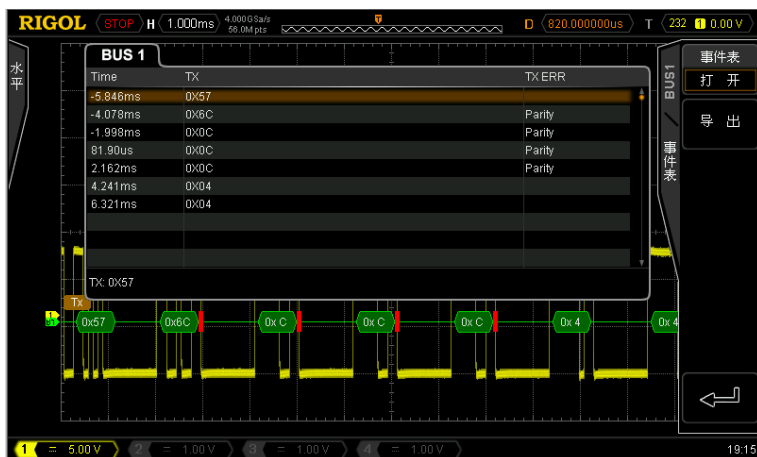 RIGOL STOP H 1.000ms 4.000GSa/s 56.0M pts D 820.000000us T 232 1 0.00 V
水平
BUS 1
Time TX TX ERR
-5.846ms 0X57
-4.078ms 0X6C Parity
-1.998ms 0X0C Parity
81.90us 0X0C Parity
2.162ms 0X0C Parity
4.241ms 0X04
6.321ms 0X04
TX: 0X57
BUS1
事件表
事件表
打 开
导 出
Tx
0x57 0x6C 0x C 0x C 0x C 0x 4 0x 4
1 = 5.00 V 2 = 1.00 V 3 = 1.00 V 4 = 1.00 V 19:15